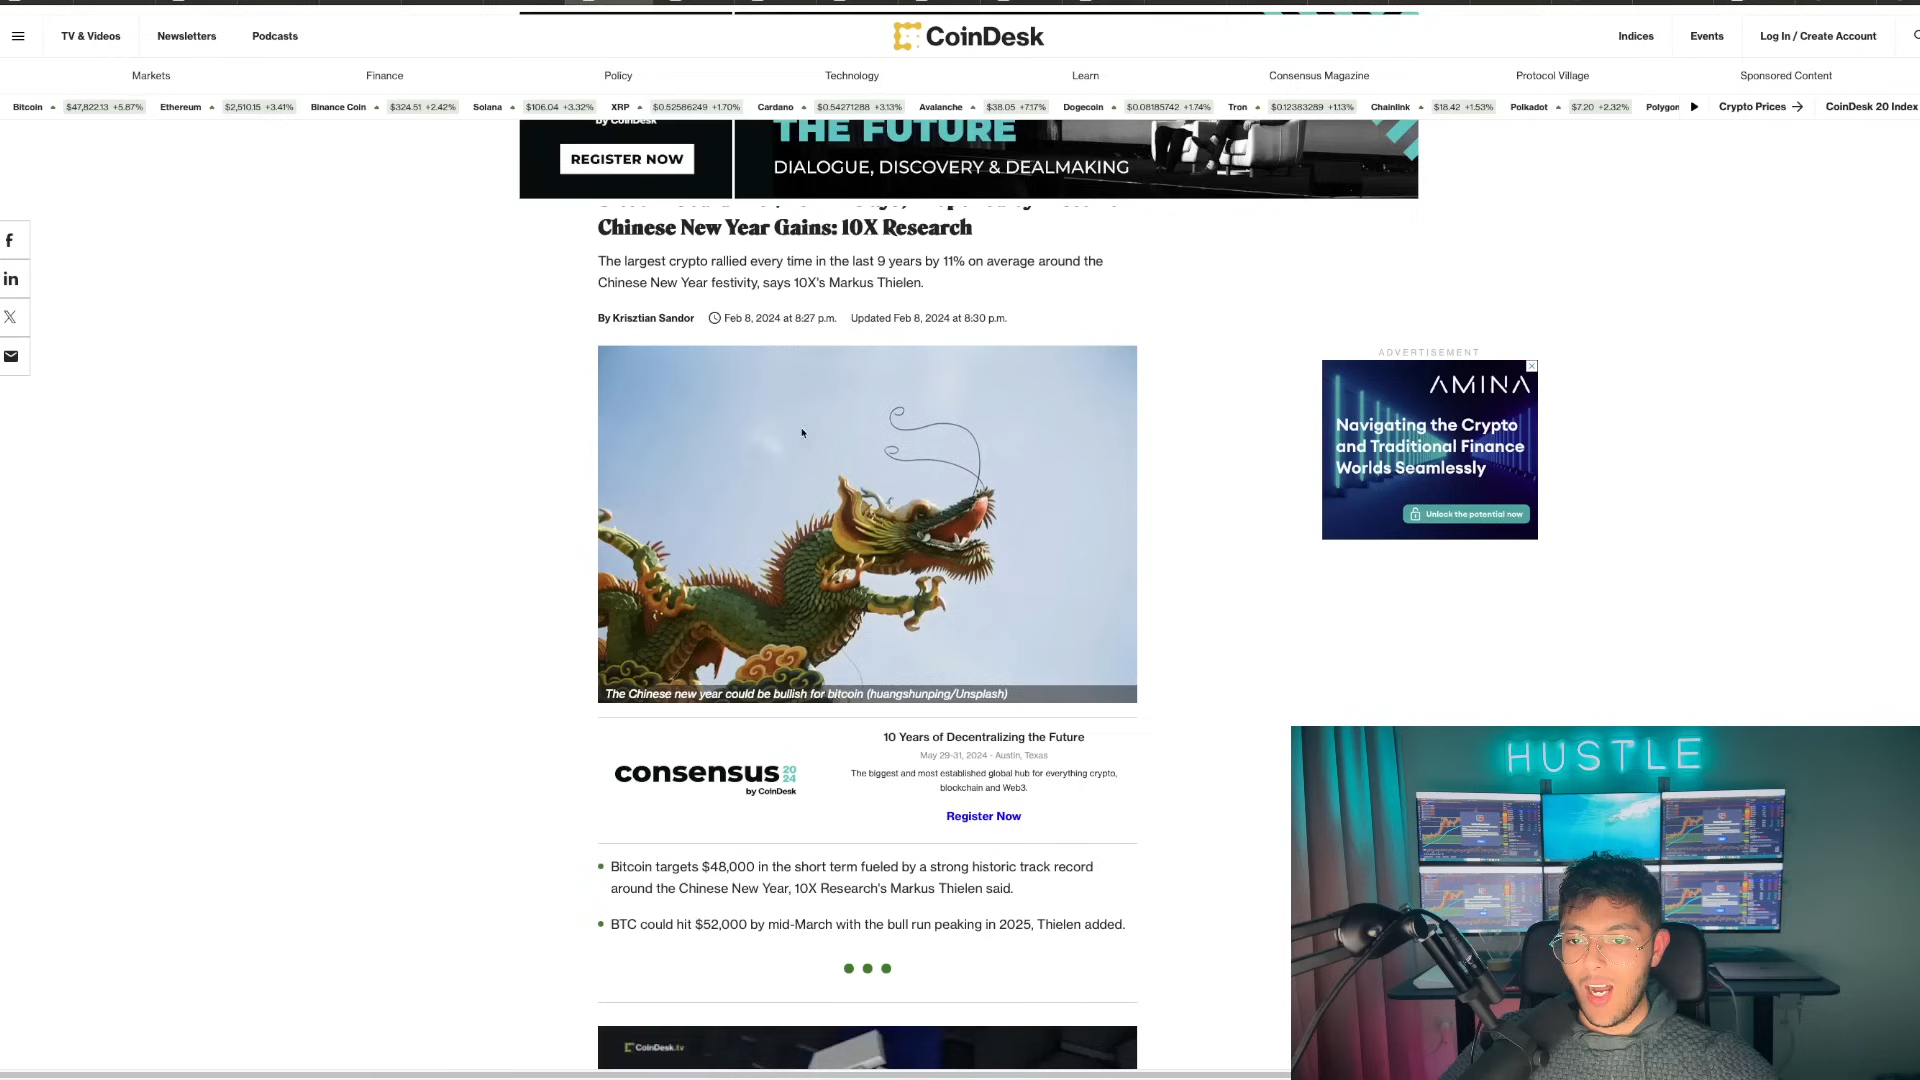 TV & Videos
Newsletters
Podcasts
CoinDesk
Indices
Events
Log In / Create Account
Markets
Finance
Policy
Technology
Learn
Consensus Magazine
Protocol Village
Sponsored Content
Bitcoin $47,822.13 +5.87% Ethereum $2,510.15 +3.41% Binance Coin $324.51 +2.42% Solana $106.04 +3.32% XRP $0.52586249 +1.70% Cardano $0.54271288 +3.13% Avalanche $38.05 +7.17% Dogecoin $0.08185742 +1.74% Tron $0.12383289 +1.13% Chainlink $18.42 +1.53% Polkadot $7.20 +2.32% Polygon
Crypto Prices
CoinDesk 20 Index
by CoinDesk
REGISTER NOW
THE FUTURE
DIALOGUE, DISCOVERY & DEALMAKING
Chinese New Year Gains: 10X Research
The largest crypto rallied every time in the last 9 years by 11% on average around the
Chinese New Year festivity, says 10X's Markus Thielen.
By Krisztian Sandor Feb 8, 2024 at 8:27 p.m. Updated Feb 8, 2024 at 8:30 p.m.
The Chinese new year could be bullish for bitcoin (huangshunping/Unsplash)
ADVERTISEMENT
AMINA
Navigating the Crypto
and Traditional Finance
Worlds Seamlessly
Unlock the potential now
consensus 2024
by CoinDesk
10 Years of Decentralizing the Future
May 29-31, 2024 - Austin, Texas
The biggest and most established global hub for everything crypto,
blockchain and Web3.
Register Now
Bitcoin targets $48,000 in the short term fueled by a strong historic track record
around the Chinese New Year, 10X Research's Markus Thielen said.
BTC could hit $52,000 by mid-March with the bull run peaking in 2025, Thielen added.
CoinDesk.tv
HUSTLE